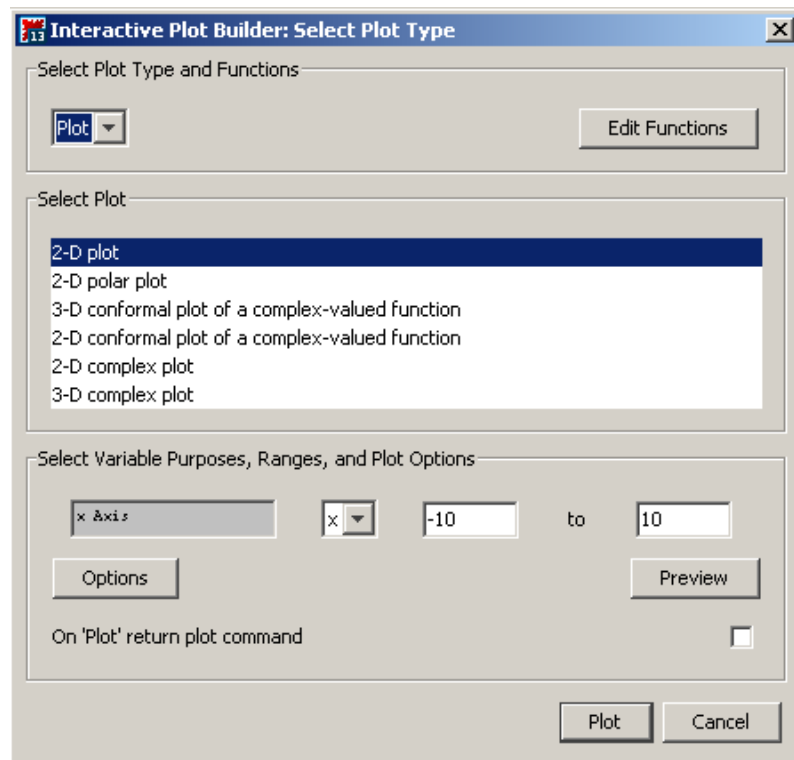 13 Interactive Plot Builder: Select Plot Type
Select Plot Type and Functions
Plot Edit Functions
Select Plot
2-D plot
2-D polar plot
3-D conformal plot of a complex-valued function
2-D conformal plot of a complex-valued function
2-D complex plot
3-D complex plot
Select Variable Purposes, Ranges, and Plot Options
x Axis x -10 to 10
Options Preview
On 'Plot' return plot command
Plot Cancel